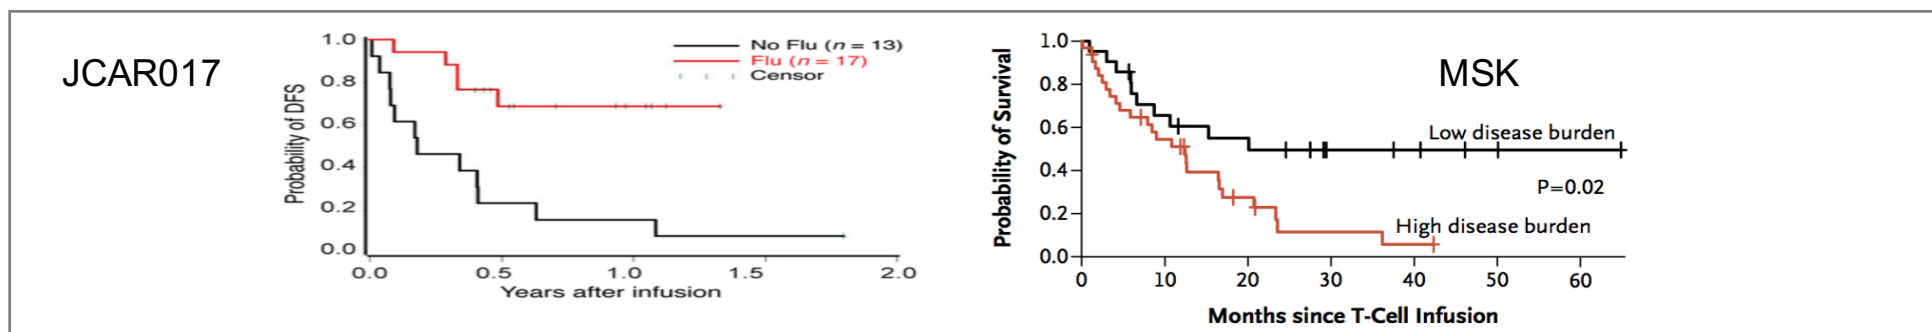 JCAR017
1.0
0.8
0.6
0.4
0.2
0.0
Probability of DFS
No Flu (n = 13)
Flu (n = 17)
Censor
0.0 0.5 1.0 1.5 2.0
Years after infusion
MSK
1.0
0.8
0.6
0.4
0.2
0.0
Probability of Survival
Low disease burden
P=0.02
High disease burden
0 10 20 30 40 50 60
Months since T-Cell Infusion